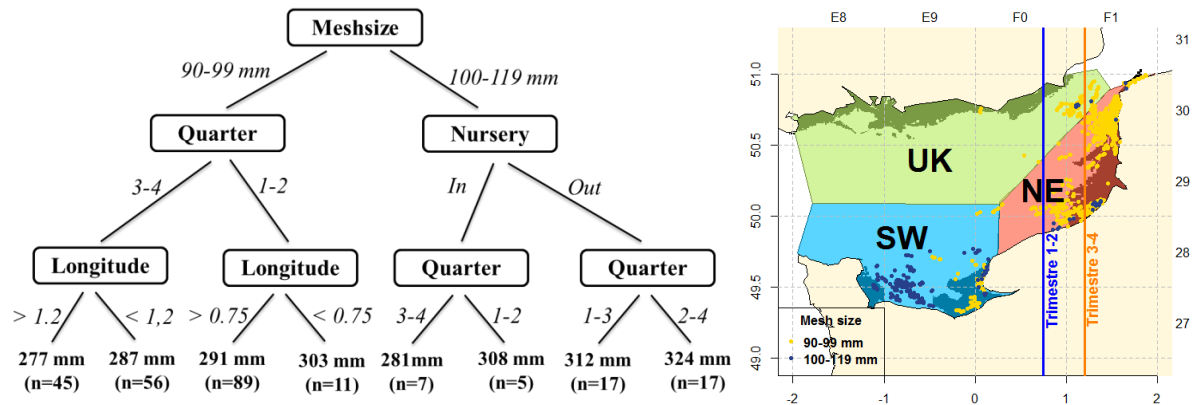 Meshsize
90-99 mm
100-119 mm
Quarter
Nursery
3-4
1-2
In
Out
Longitude
Longitude
Quarter
Quarter
> 1.2
< 1,2
> 0.75
< 0.75
3-4
1-2
1-3
2-4
277 mm
287 mm
291 mm
303 mm
281mm
308 mm
312 mm
324 mm
(n=45)
(n=56)
(n=89)
(n=11)
(n=7)
(n=5)
(n=17)
(n=17)
E8
E9
F0
F1
51.0
50.5
50.0
49.5
49.0
31
30
29
28
27
UK
NE
SW
Trimestre 1-2
Trimestre 3-4
Mesh size
90-99 mm
100-119 mm
-2
-1
0
1
2